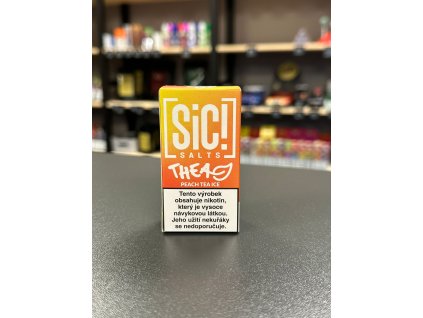 [SiC!]
SALTS
THEA
PEACH TEA ICE
Tento výrobek
obsahuje nikotin,
který je vysoce
návykovou látkou.
Jeho užití nekuřáky
se nedoporučuje.